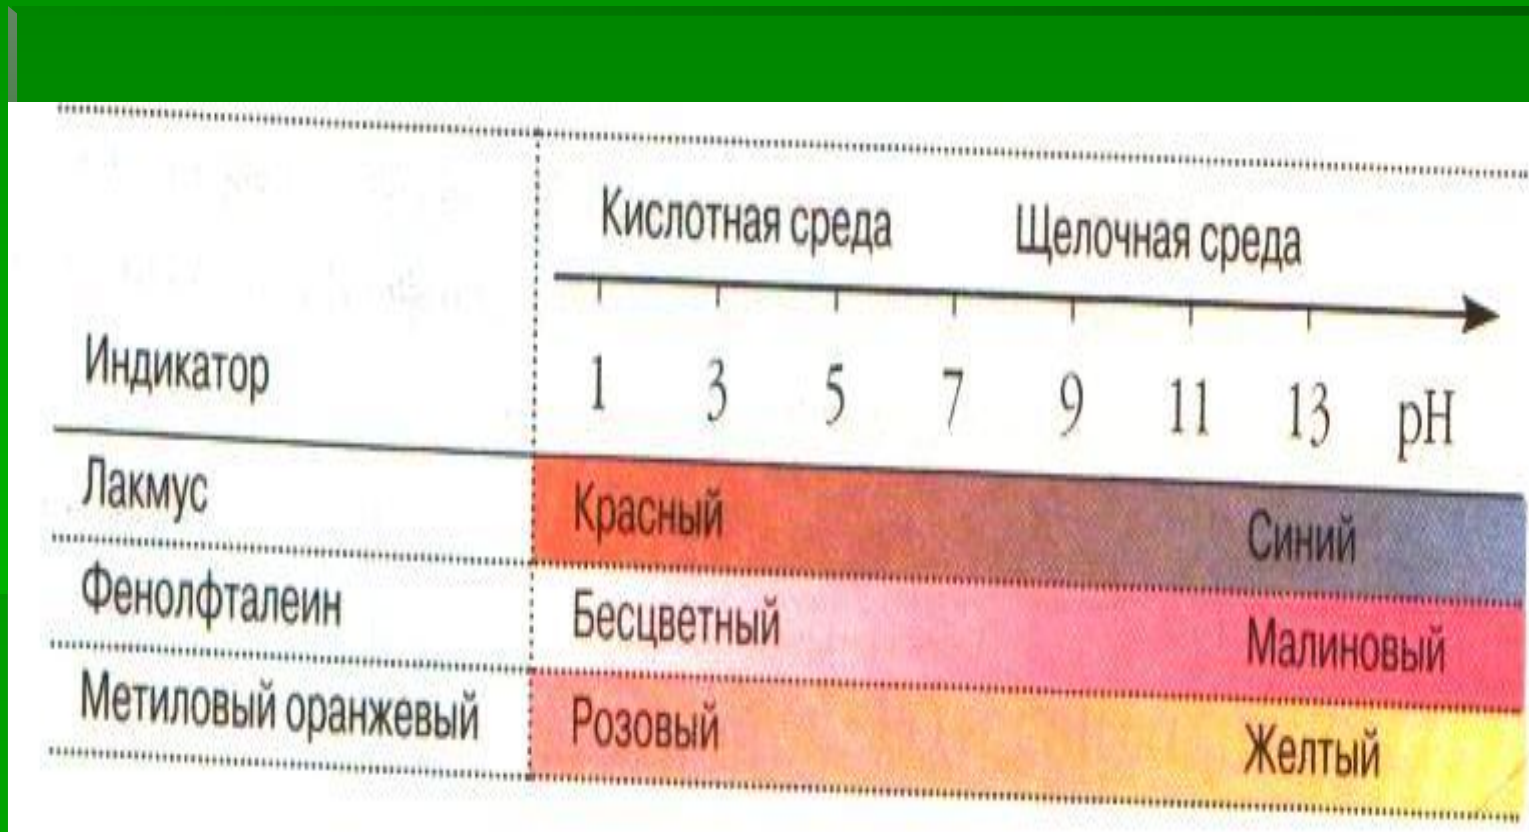 Кислотная среда Щелочная среда
Индикатор 1 3 5 7 9 11 13 pH
Лакмус Красный Синий
Фенолфталеин Бесцветный Малиновый
Метиловый оранжевый Розовый Желтый